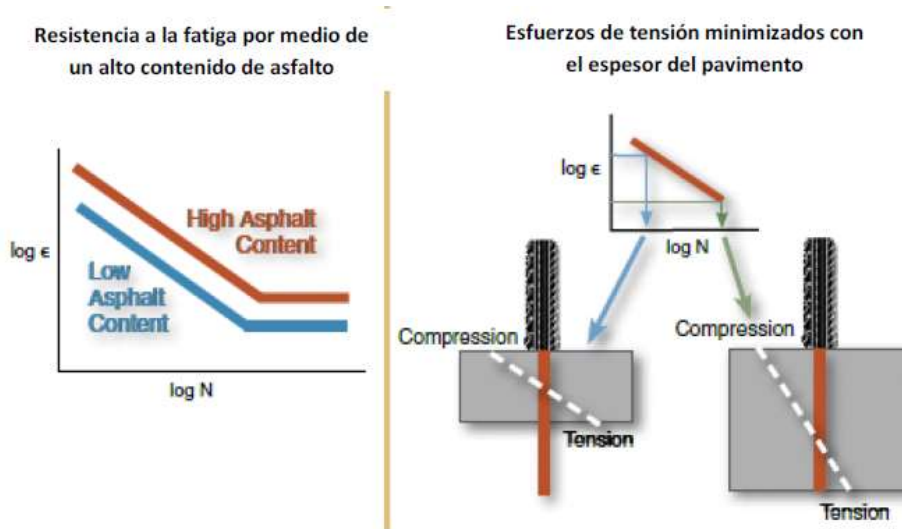 Resistencia a la fatiga por medio de
un alto contenido de asfalto
log ϵ
High Asphalt
Content
Low
Asphalt
Content
log N
Esfuerzos de tensión minimizados con
el espesor del pavimento
log ϵ
log N
Compression
Tension
Compression
Tension